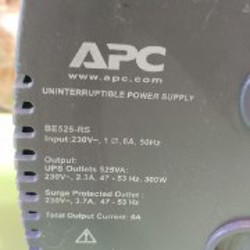 APC
www.apc.com
UNINTERRUPTIBLE POWER SUPPLY
BE525-RS
Input: 230V~, 1 Ø, 6A, 50Hz
Output:
UPS Outlets 525VA:
230V~, 2.3A, 47 - 53 Hz, 300W
Surge Protected Outlet :
230V~, 3.7A, 47 - 53 Hz
Total Output Current: 6A